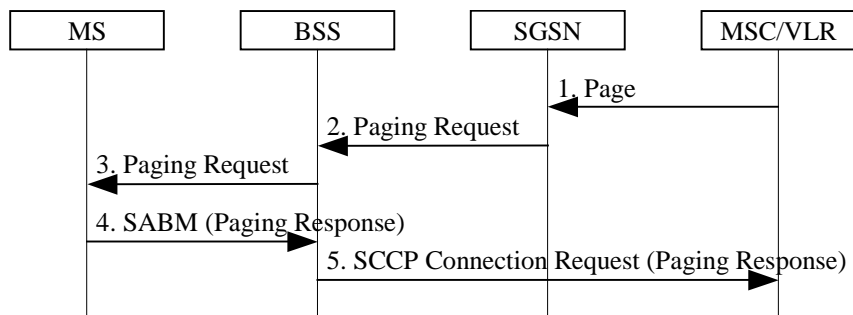 MS
BSS
SGSN
MSC/VLR
1. Page
2. Paging Request
3. Paging Request
4. SABM (Paging Response)
5. SCCP Connection Request (Paging Response)